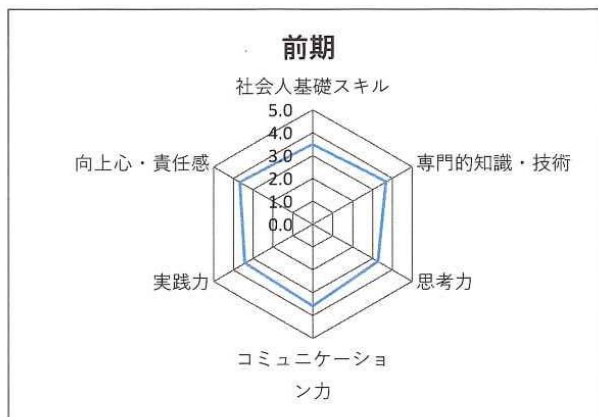 前期
社会人基礎スキル
5.0
4.0
3.0
2.0
1.0
0.0
向上心・責任感
専門的知識・技術
実践力
思考力
コミュニケーショ
ン力